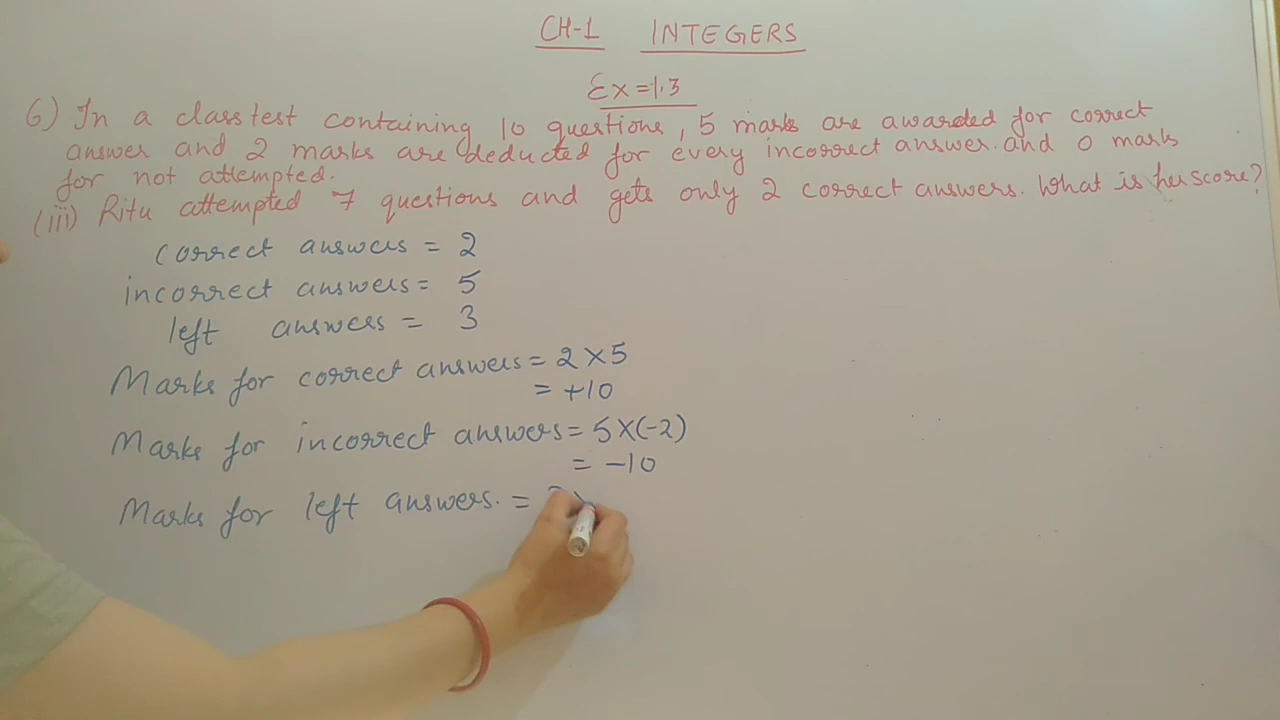 CH-1 INTEGERS
Ex = 1.3
6) In a class test containing 10 questions, 5 marks are awarded for correct
answer and 2 marks are deducted for every incorrect answer. and 0 marks
for not attempted.
(iii) Ritu attempted 7 questions and gets only 2 correct answers. What is her score?
correct answers = 2
incorrect answers = 5
left answers = 3
Marks for correct answers = 2 × 5
= +10
Marks for incorrect answers = 5 × (-2)
= -10
Marks for left answers. =